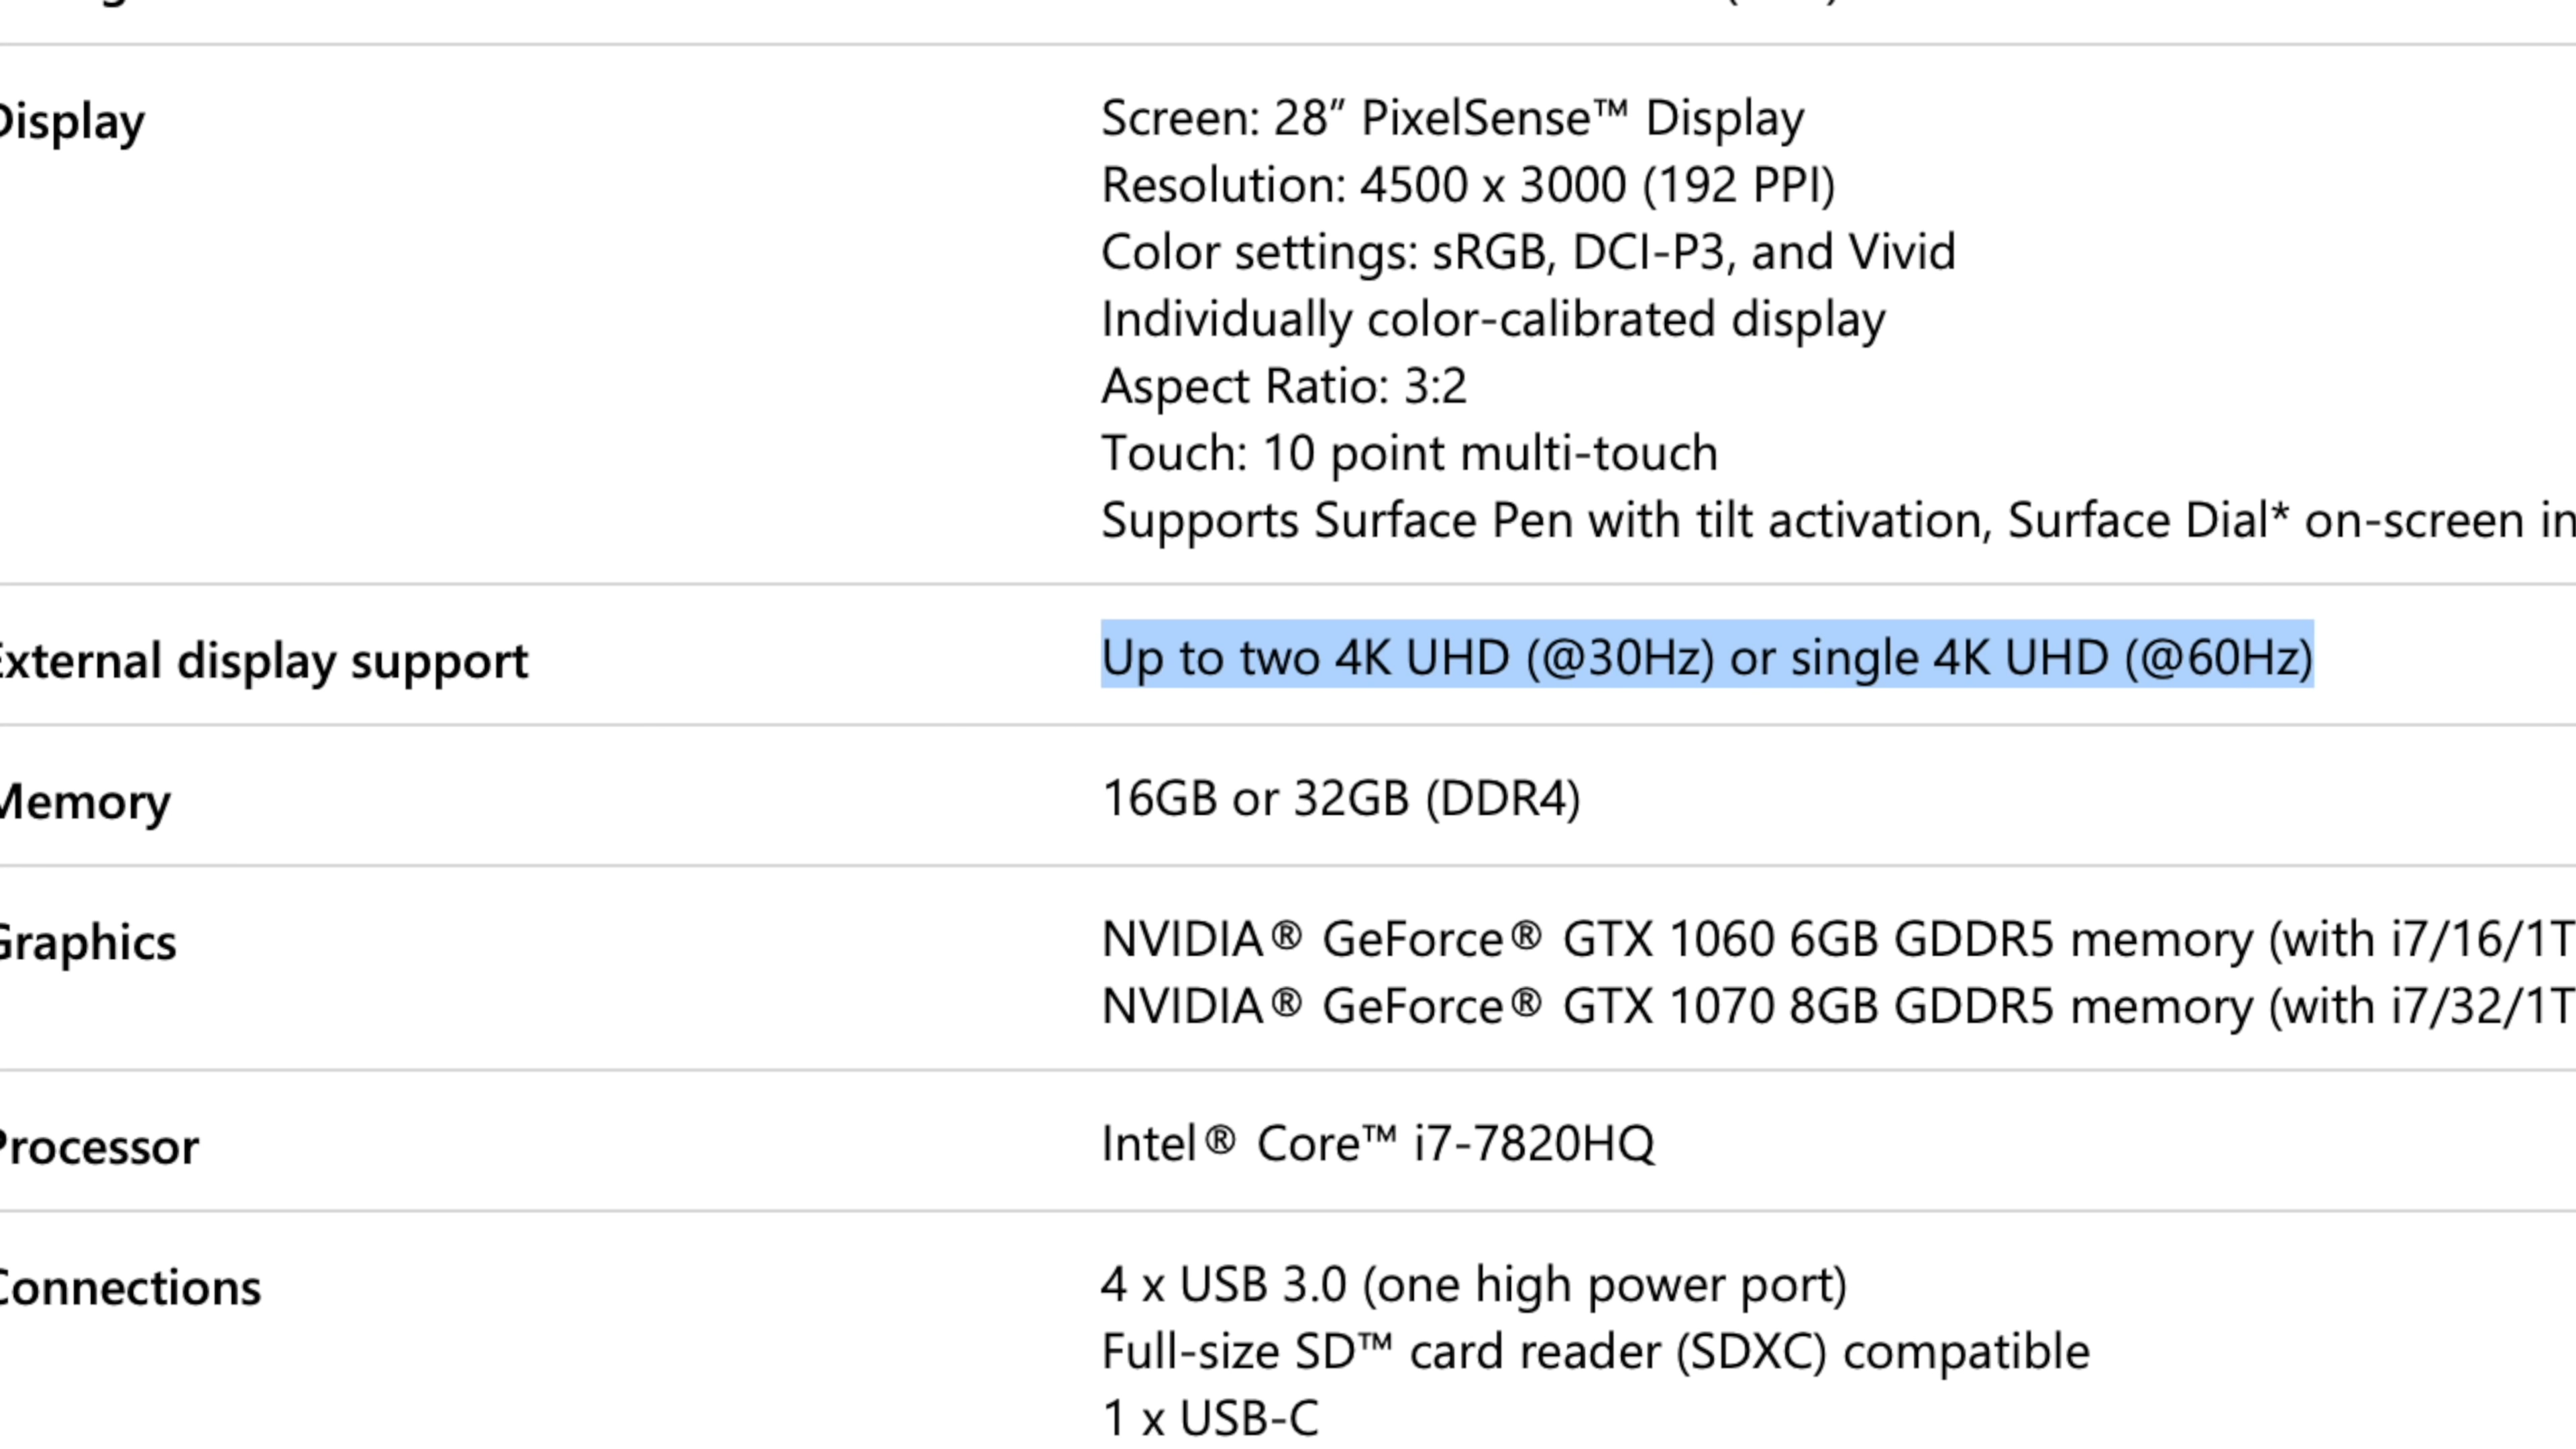 Display
Screen: 28” PixelSense™ Display
Resolution: 4500 x 3000 (192 PPI)
Color settings: sRGB, DCI-P3, and Vivid
Individually color-calibrated display
Aspect Ratio: 3:2
Touch: 10 point multi-touch
Supports Surface Pen with tilt activation, Surface Dial* on-screen in
External display support
Up to two 4K UHD (@30Hz) or single 4K UHD (@60Hz)
Memory
16GB or 32GB (DDR4)
Graphics
NVIDIA® GeForce® GTX 1060 6GB GDDR5 memory (with i7/16/1T
NVIDIA® GeForce® GTX 1070 8GB GDDR5 memory (with i7/32/1T
Processor
Intel® Core™ i7-7820HQ
Connections
4 x USB 3.0 (one high power port)
Full-size SD™ card reader (SDXC) compatible
1 x USB-C